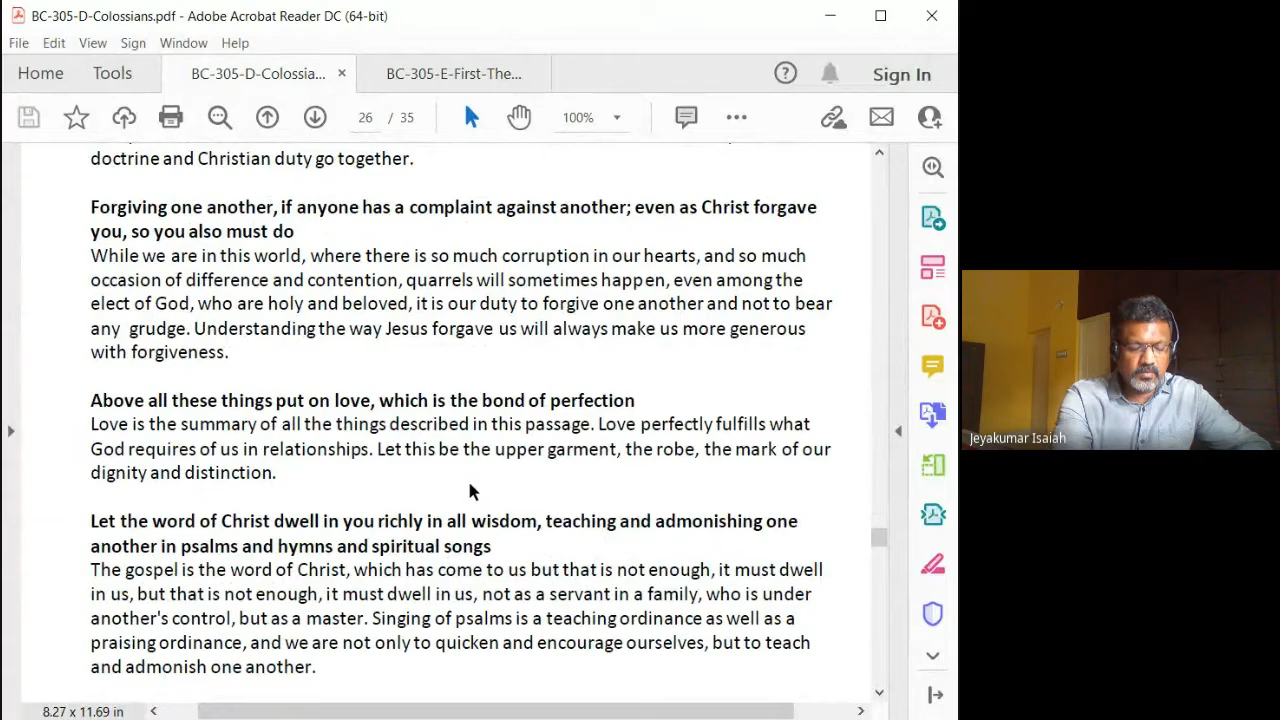 BC-305-D-Colossians.pdf - Adobe Acrobat Reader DC (64-bit)
File Edit View Sign Window Help
Home Tools BC-305-D-Colossia... × BC-305-E-First-The... Sign In
26 / 35 100%
doctrine and Christian duty go together.
Forgiving one another, if anyone has a complaint against another; even as Christ forgave
you, so you also must do
While we are in this world, where there is so much corruption in our hearts, and so much
occasion of difference and contention, quarrels will sometimes happen, even among the
elect of God, who are holy and beloved, it is our duty to forgive one another and not to bear
any grudge. Understanding the way Jesus forgave us will always make us more generous
with forgiveness.
Above all these things put on love, which is the bond of perfection
Love is the summary of all the things described in this passage. Love perfectly fulfills what
God requires of us in relationships. Let this be the upper garment, the robe, the mark of our
dignity and distinction.
Let the word of Christ dwell in you richly in all wisdom, teaching and admonishing one
another in psalms and hymns and spiritual songs
The gospel is the word of Christ, which has come to us but that is not enough, it must dwell
in us, but that is not enough, it must dwell in us, not as a servant in a family, who is under
another's control, but as a master. Singing of psalms is a teaching ordinance as well as a
praising ordinance, and we are not only to quicken and encourage ourselves, but to teach
and admonish one another.
8.27 x 11.69 in
Jeyakumar Isaiah